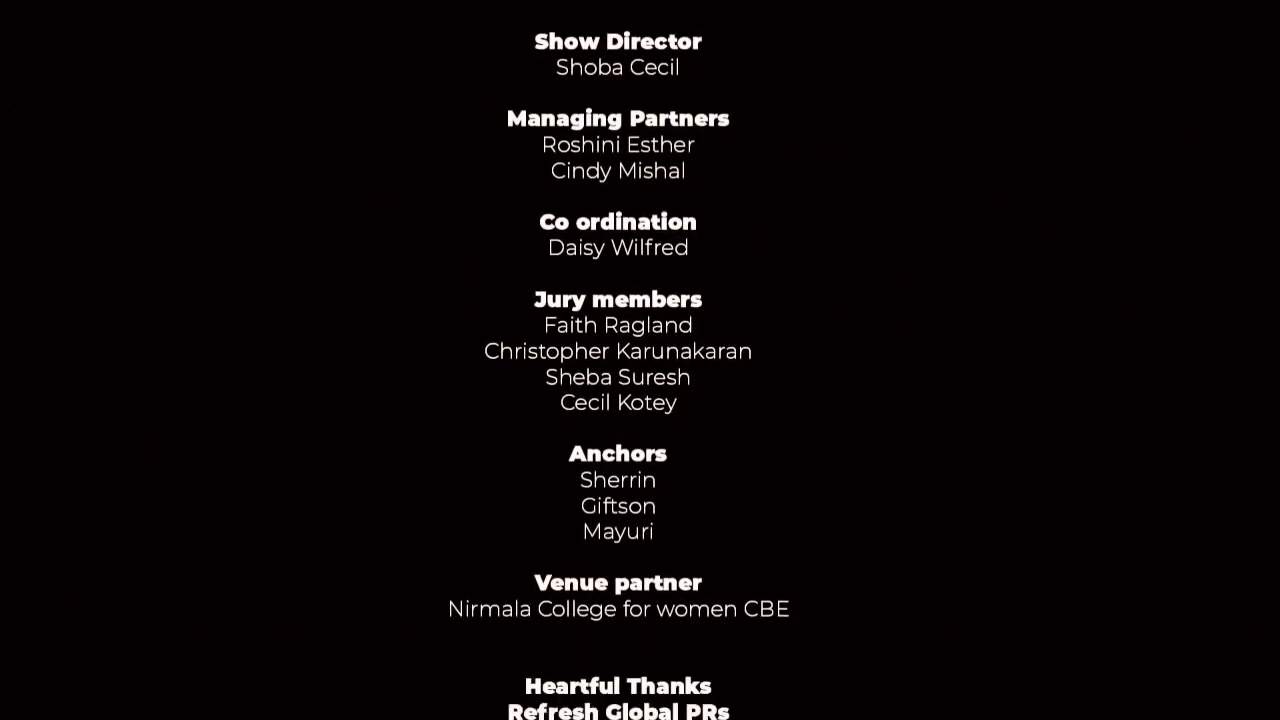 Show Director
Shoba Cecil
Managing Partners
Roshini Esther
Cindy Mishal
Co ordination
Daisy Wilfred
Jury members
Faith Ragland
Christopher Karunakaran
Sheba Suresh
Cecil Kotey
Anchors
Sherrin
Giftson
Mayuri
Venue partner
Nirmala College for women CBE
Heartful Thanks
Refresh Global PRs